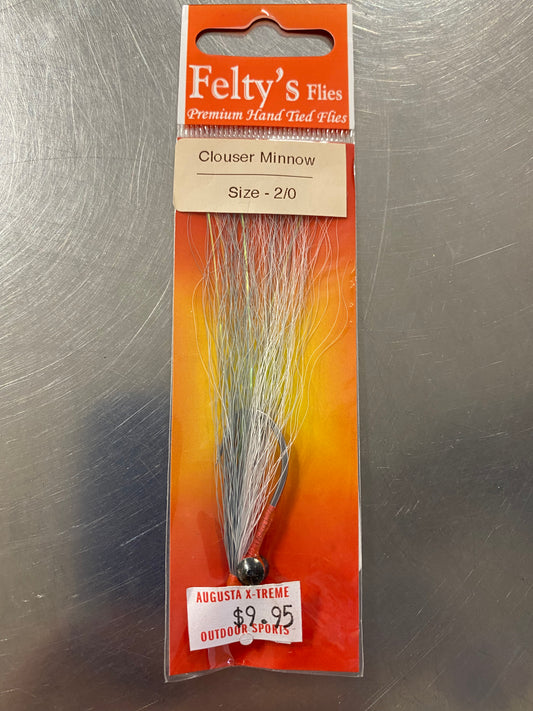 Felty's Flies
Premium Hand Tied Flies
Clouser Minnow
Size - 2/0
AUGUSTA X-TREME
$9.95
OUTDOOR SPORTS